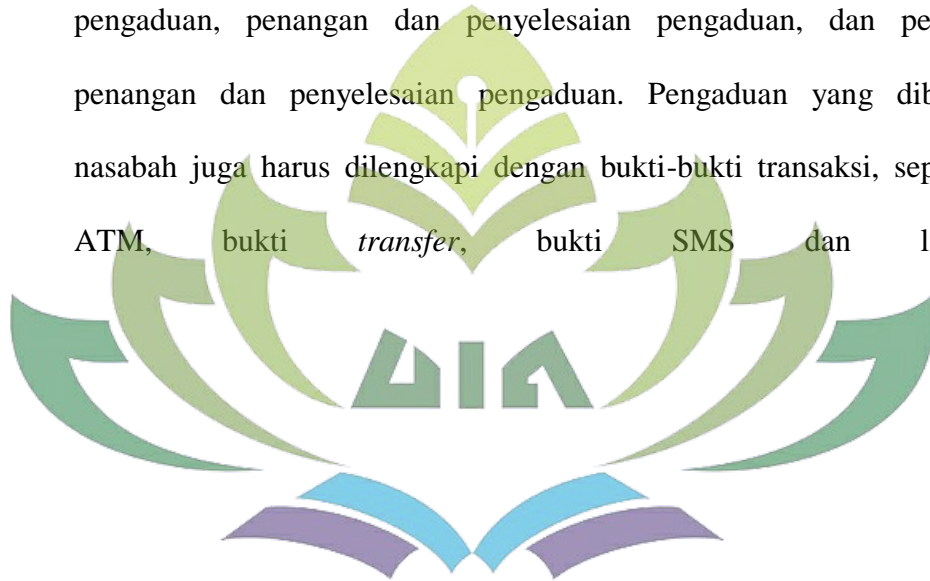 pengaduan, penangan dan penyelesaian pengaduan, dan pe
penangan dan penyelesaian pengaduan. Pengaduan yang dib
nasabah juga harus dilengkapi dengan bukti-bukti transaksi, sep
ATM, bukti transfer, bukti SMS dan l
UIN